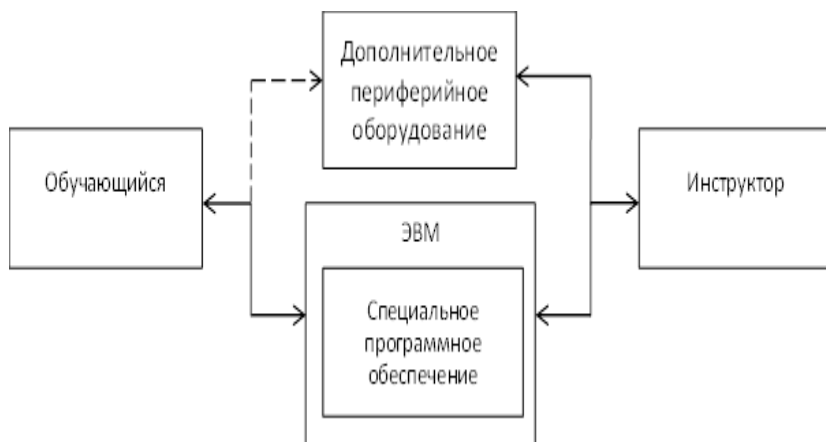 Дополнительное
периферийное
оборудование
Обучающийся
Инструктор
ЭВМ
Специальное
программное
обеспечение